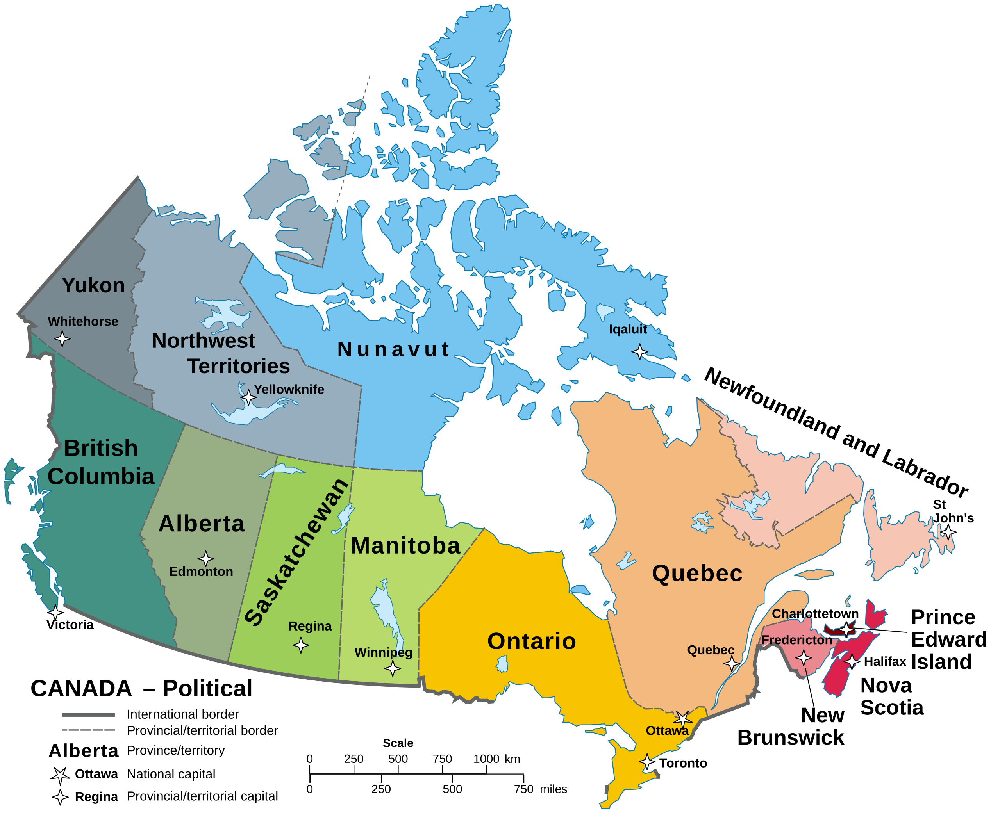 Yukon
Whitehorse
Northwest
Territories
Yellowknife
Nunavut
Iqaluit
Newfoundland and Labrador
St
John's
British
Columbia
Victoria
Alberta
Edmonton
Saskatchewan
Regina
Manitoba
Winnipeg
Ontario
Ottawa
Toronto
Quebec
Quebec
Charlottetown
Prince
Edward
Island
Fredericton
Halifax
Nova
Scotia
New
Brunswick
CANADA – Political
International border
Provincial/territorial border
Alberta Province/territory
Ottawa National capital
Regina Provincial/territorial capital
Scale
0 250 500 750 1000 km
0 250 500 750 miles